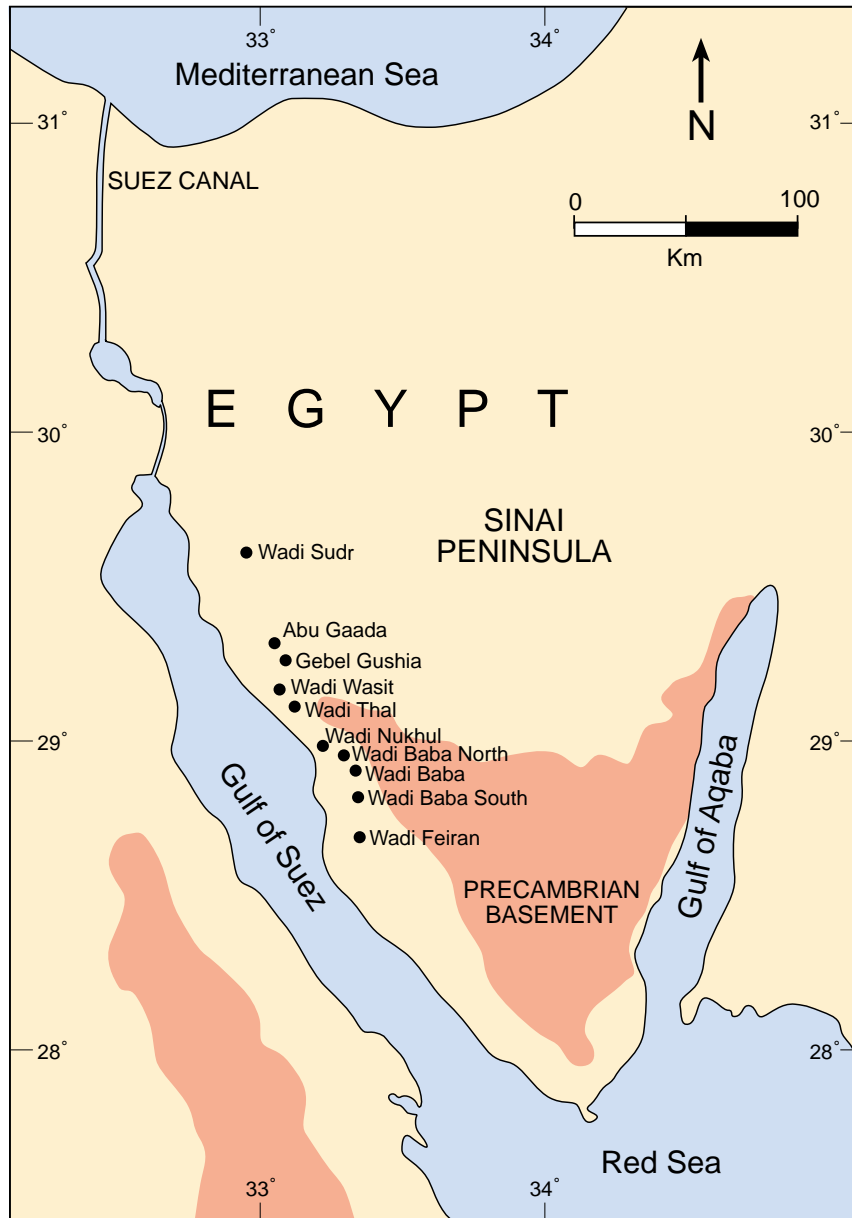 33°
34°
Mediterranean Sea
31°
31°
N
SUEZ CANAL
0
100
Km
EGYPT
30°
30°
SINAI
PENINSULA
Wadi Sudr
Abu Gaada
Gebel Gushia
Wadi Wasit
Wadi Thal
Wadi Nukhul
29°
29°
Wadi Baba North
Wadi Baba
Wadi Baba South
Wadi Feiran
Gulf of Suez
Gulf of Aqaba
PRECAMBRIAN
BASEMENT
28°
28°
Red Sea
33°
34°